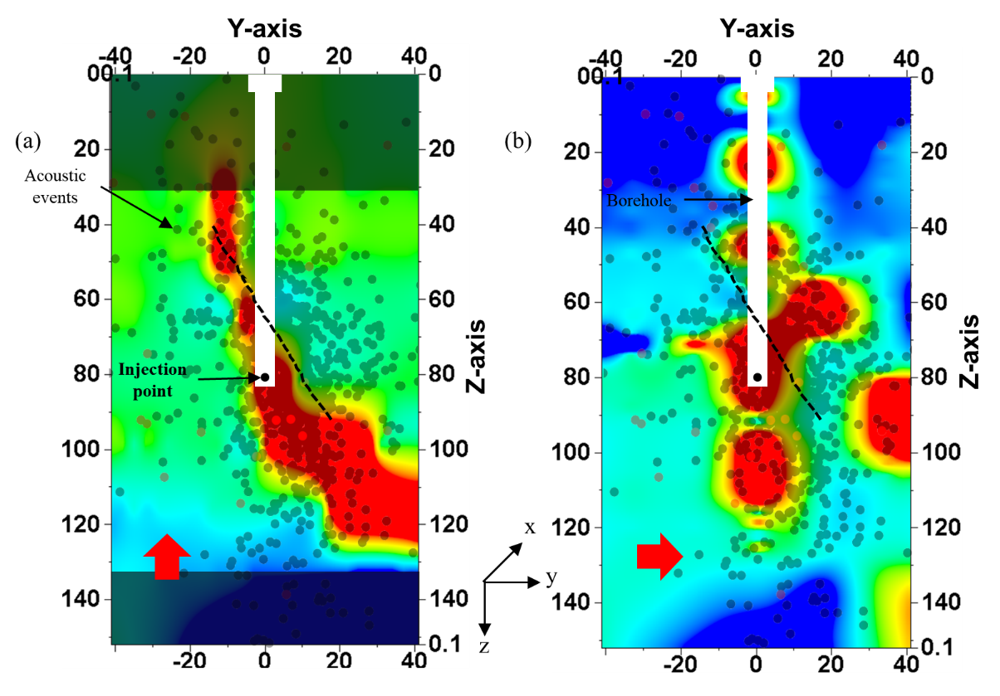 Y-axis
-40 -20 0 20 40
00.1 0
(a)
20 20
Acoustic
events
40 40
60 60
Z-axis
80 80
Injection
point
100 100
120 120
140 140
0.1
-20 0 20 40
x
y
z
Y-axis
-40 -20 0 20 40
00.1 0
(b)
20 20
Borehole
40 40
60 60
Z-axis
80 80
100 100
120 120
140 140
0.1
-20 0 20 40